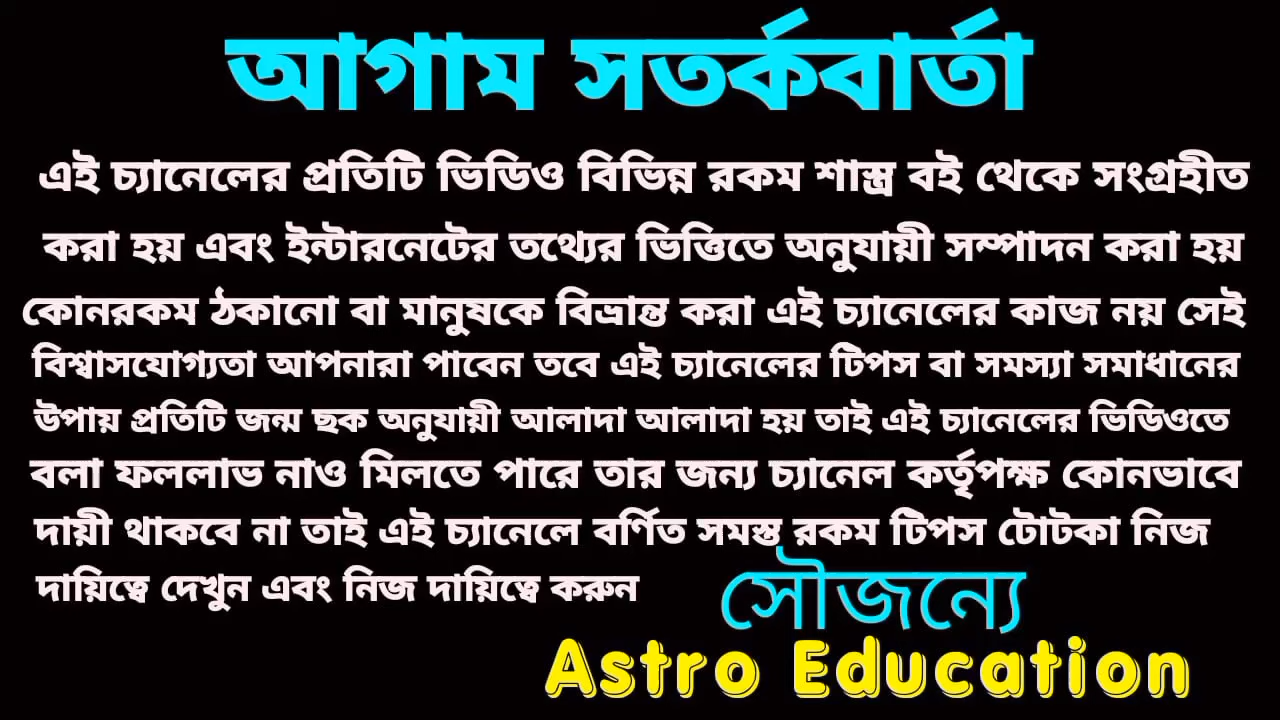 আগাম সতর্কবার্তা
এই চ্যানেলের প্রতিটি ভিডিও বিভিন্ন রকম শাস্ত্র বই থেকে সংগ্রহীত
করা হয় এবং ইন্টারনেটের তথ্যের ভিত্তিতে অনুযায়ী সম্পাদন করা হয়
কোনরকম ঠকানো বা মানুষকে বিভ্রান্ত করা এই চ্যানেলের কাজ নয় সেই
বিশ্বাসযোগ্যতা আপনারা পাবেন তবে এই চ্যানেলের টিপস বা সমস্যা সমাধানের
উপায় প্রতিটি জন্ম ছক অনুযায়ী আলাদা আলাদা হয় তাই এই চ্যানেলের ভিডিওতে
বলা ফললাভ নাও মিলতে পারে তার জন্য চ্যানেল কর্তৃপক্ষ কোনভাবে
দায়ী থাকবে না তাই এই চ্যানেলে বর্ণিত সমস্ত রকম টিপস টোটকা নিজ
দায়িত্বে দেখুন এবং নিজ দায়িত্বে করুন
সৌজন্যে
Astro Education